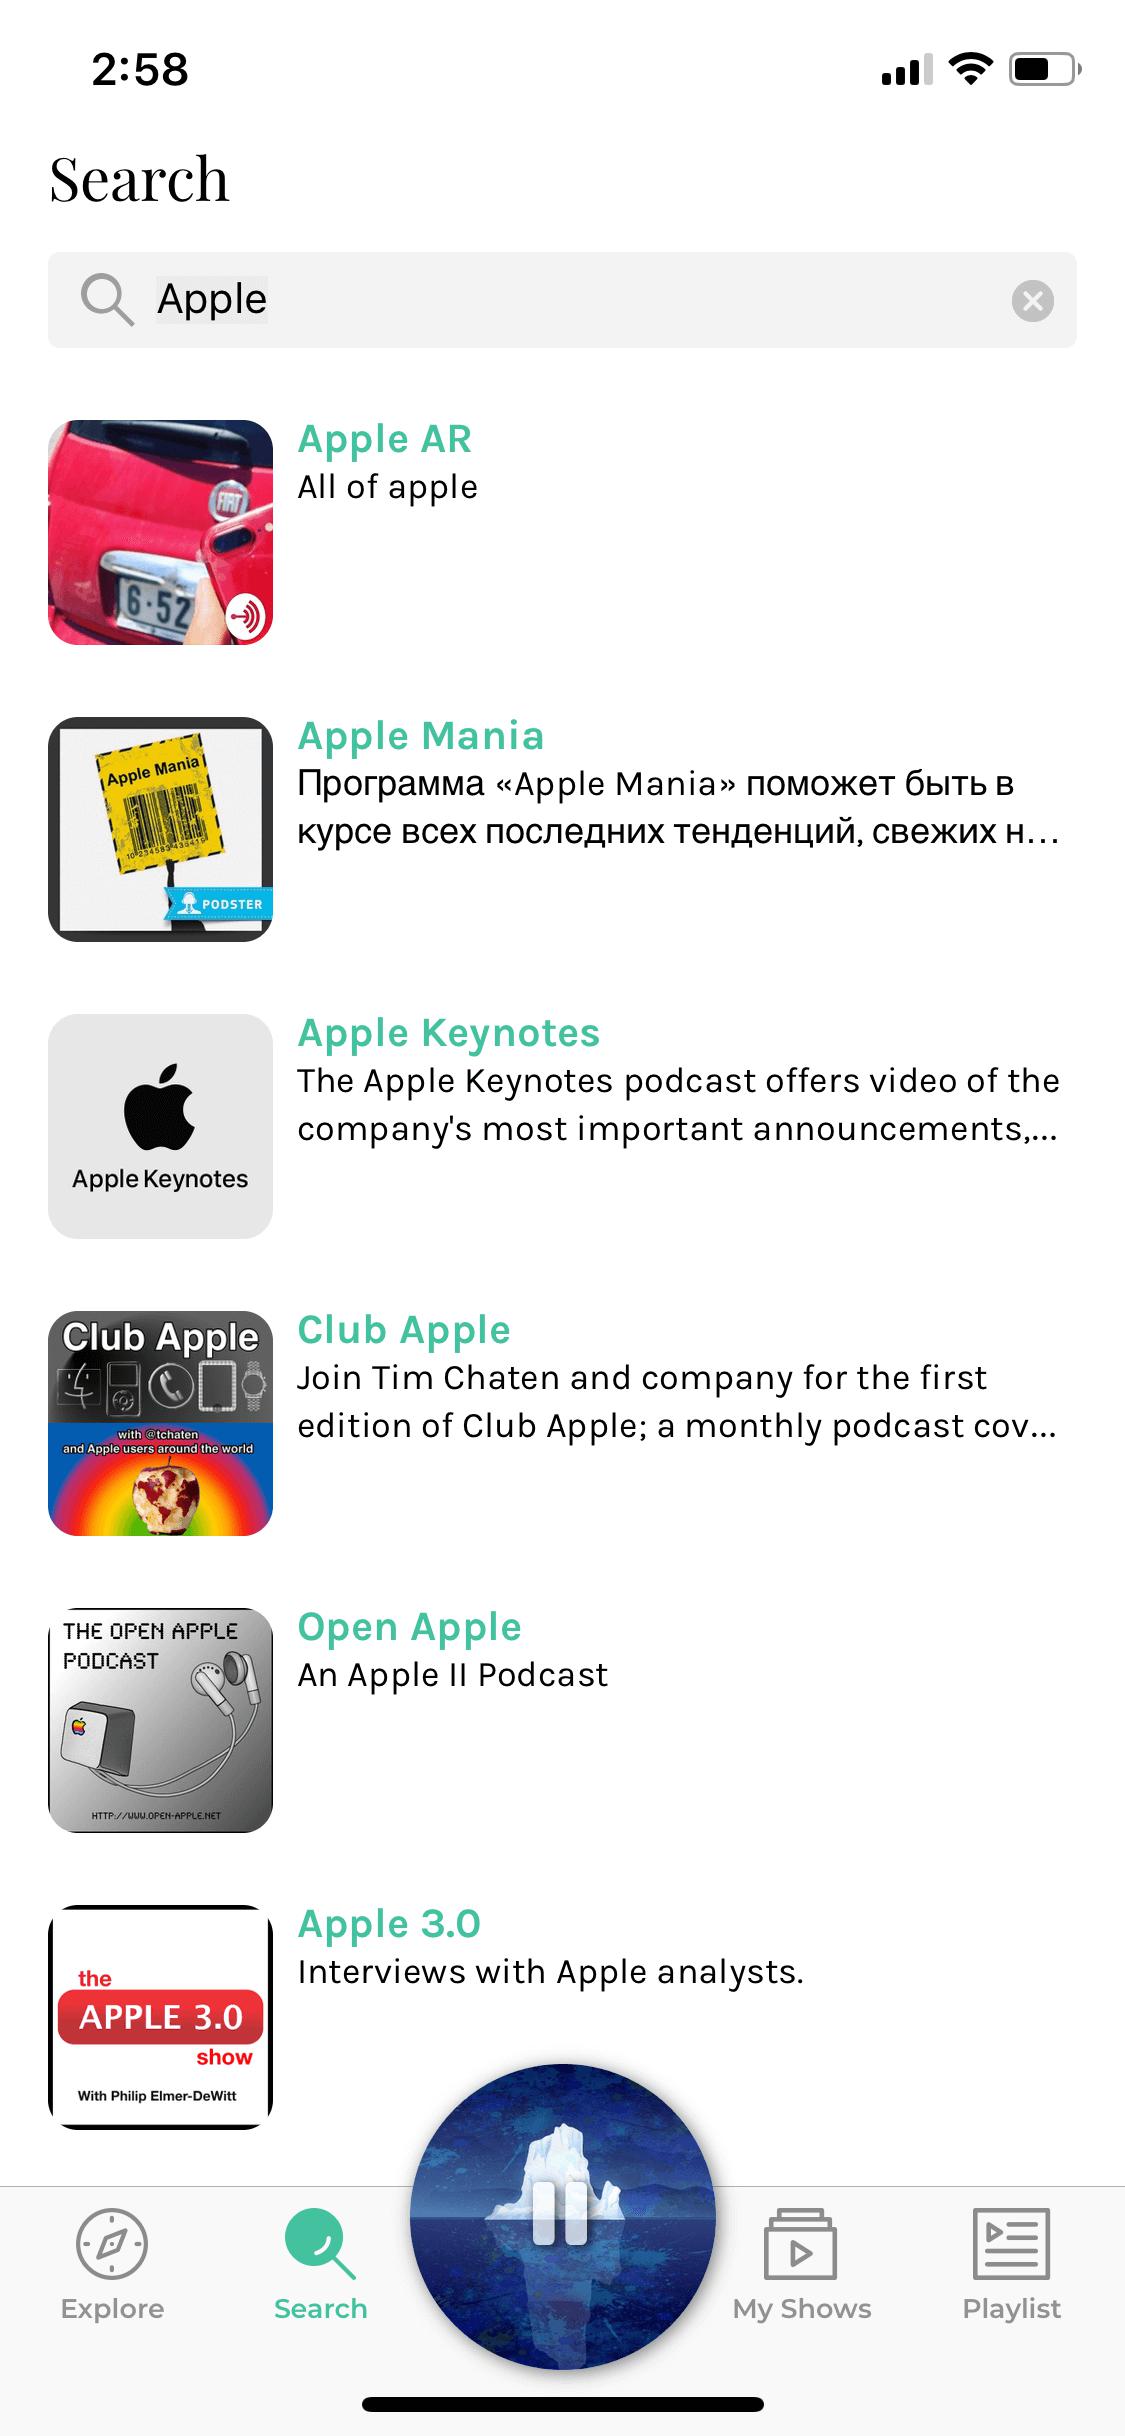 2:58
Search
Apple
FIAT
6·52
Apple AR
All of apple
Apple Mania
10 234583 435419
PODSTER
Apple Mania
Программа «Apple Mania» поможет быть в
курсе всех последних тенденций, свежих н...
Apple Keynotes
Apple Keynotes
The Apple Keynotes podcast offers video of the
company's most important announcements,...
Club Apple
with @tchaten
and Apple users around the world
Club Apple
Join Tim Chaten and company for the first
edition of Club Apple; a monthly podcast cov...
THE OPEN APPLE
PODCAST
HTTP://WWW.OPEN-APPLE.NET
Open Apple
An Apple II Podcast
the
APPLE 3.0
show
With Philip Elmer-DeWitt
Apple 3.0
Interviews with Apple analysts.
Explore
Search
My Shows
Playlist